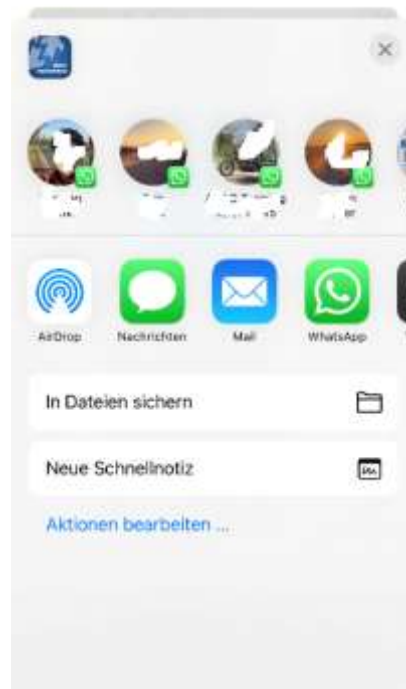 AirDrop
Nachrichten
Mail
WhatsApp
In Dateien sichern
Neue Schnellnotiz
Aktionen bearbeiten ...